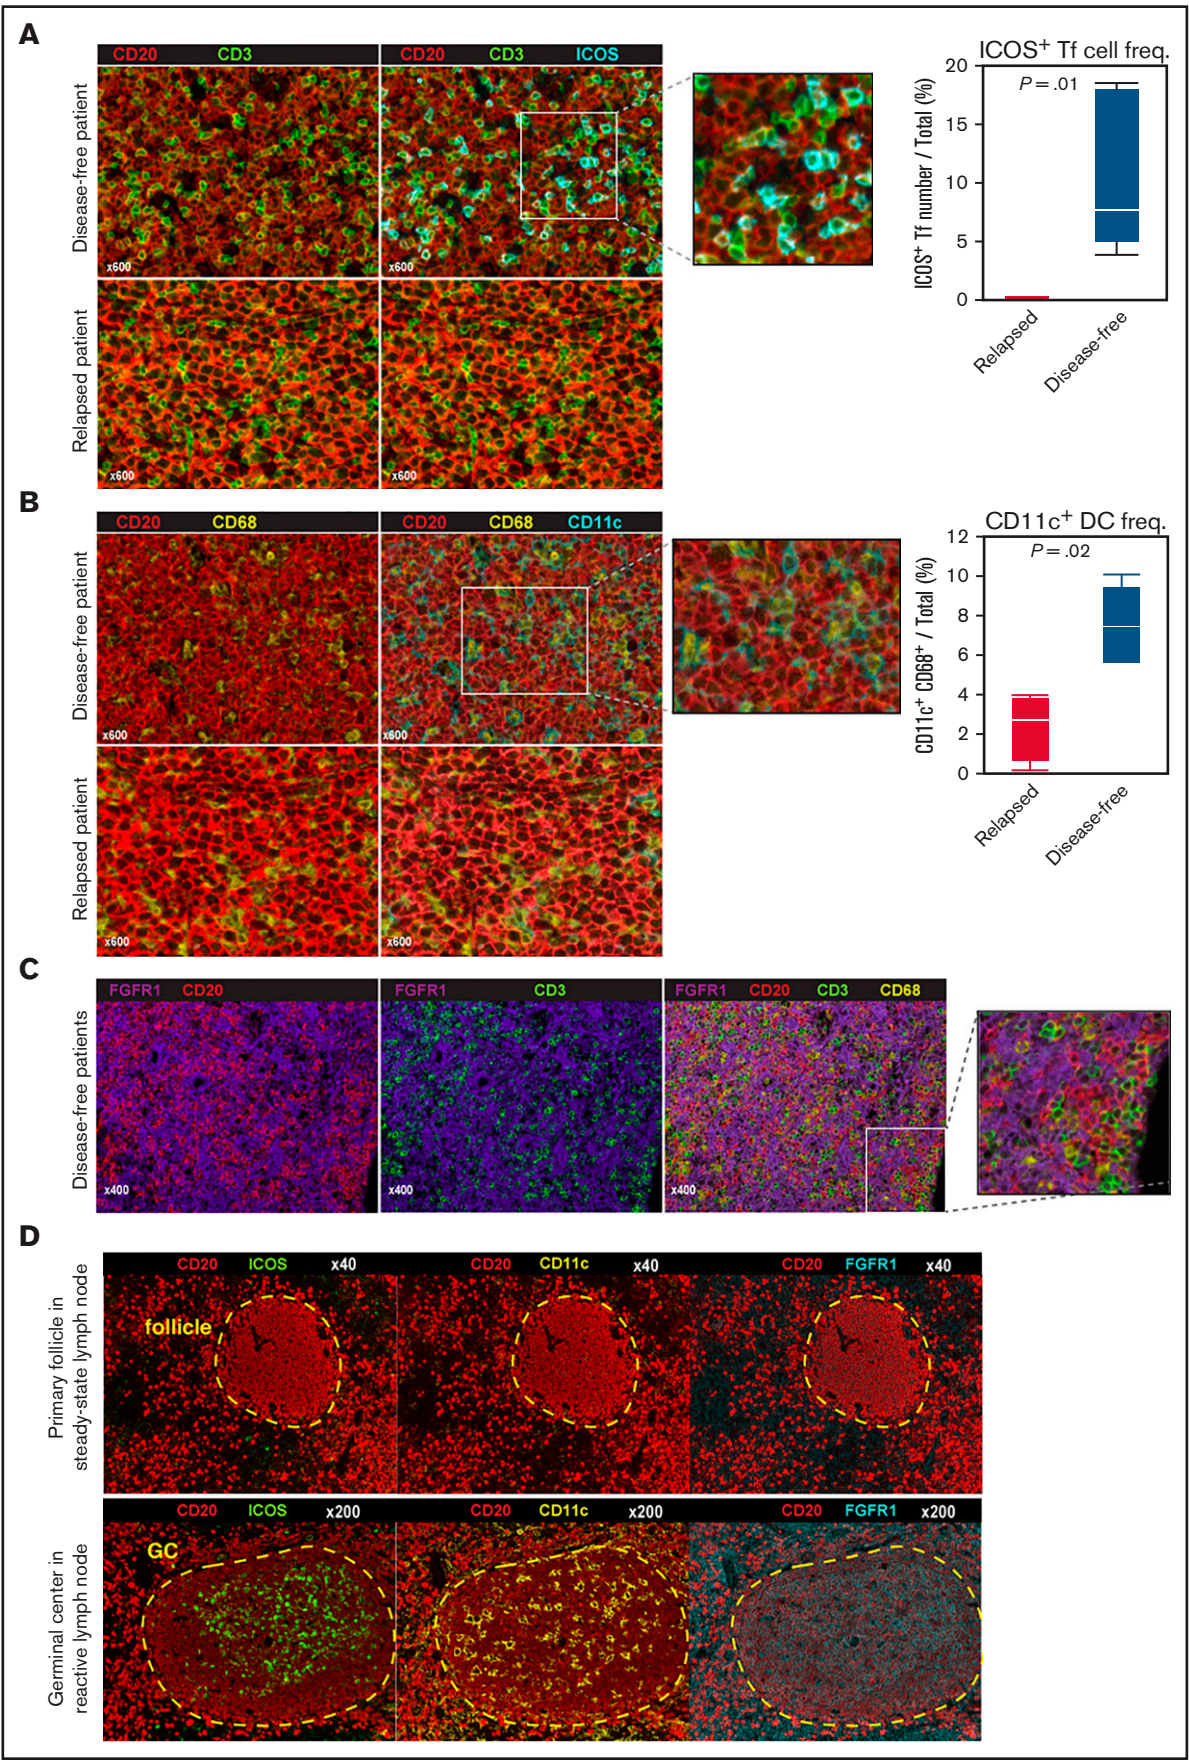 A
CD20 CD3
CD20 CD3 ICOS
Disease-free patient
x600
x600
Relapsed patient
x600
x600
ICOS⁺ Tf cell freq.
P = .01
ICOS⁺ Tf number / Total (%)
20
15
10
5
0
Relapsed
Disease-free
B
CD20 CD68
CD20 CD68 CD11c
Disease-free patient
x600
x600
Relapsed patient
x600
x600
CD11c⁺ DC freq.
P = .02
CD11c⁺ CD68⁺ / Total (%)
12
10
8
6
4
2
0
Relapsed
Disease-free
C
FGFR1 CD20
FGFR1 CD3
FGFR1 CD20 CD3 CD68
Disease-free patients
x400
x400
x400
D
CD20 ICOS x40
CD20 CD11c x40
CD20 FGFR1 x40
Primary follicle in
steady-state lymph node
follicle
CD20 ICOS x200
CD20 CD11c x200
CD20 FGFR1 x200
Germinal center in
reactive lymph node
GC